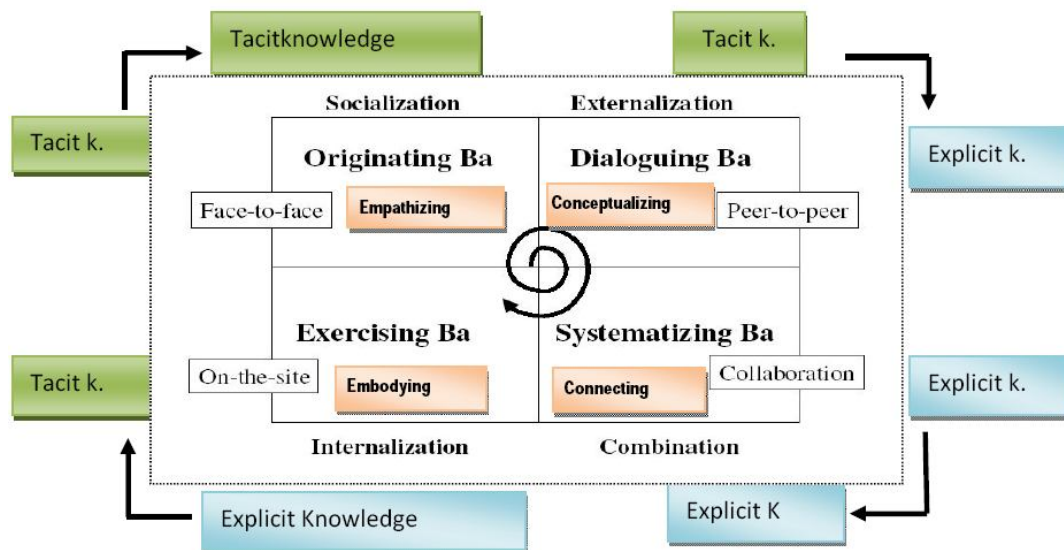 Tacitknowledge
Tacit k.
Socialization
Externalization
Tacit k.
Originating Ba
Dialoguing Ba
Explicit k.
Face-to-face
Empathizing
Conceptualizing
Peer-to-peer
Exercising Ba
Systematizing Ba
Tacit k.
On-the-site
Embodying
Connecting
Collaboration
Explicit k.
Internalization
Combination
Explicit Knowledge
Explicit K